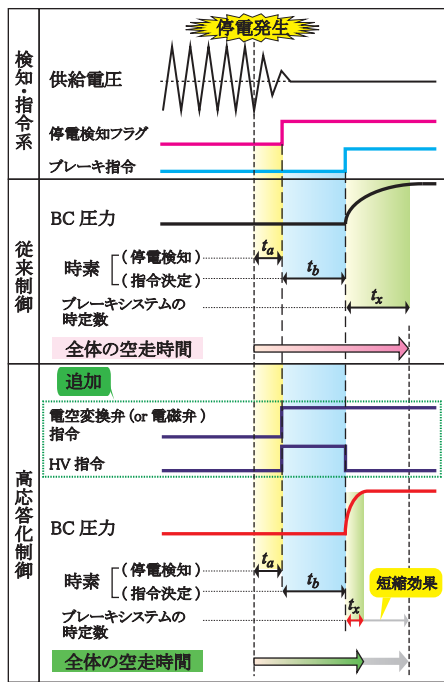 停電発生
検知・指令系
供給電圧
停電検知フラグ
ブレーキ指令
従来制御
BC 圧力
時素
(停電検知)
(指令決定)
ta
tb
ブレーキシステムの
時定数
tx
全体の空走時間
高応答化制御
追加
電空変換弁(or 電磁弁)
指令
HV 指令
BC 圧力
時素
(停電検知)
(指令決定)
ta
tb
短縮効果
ブレーキシステムの
時定数
tx
全体の空走時間